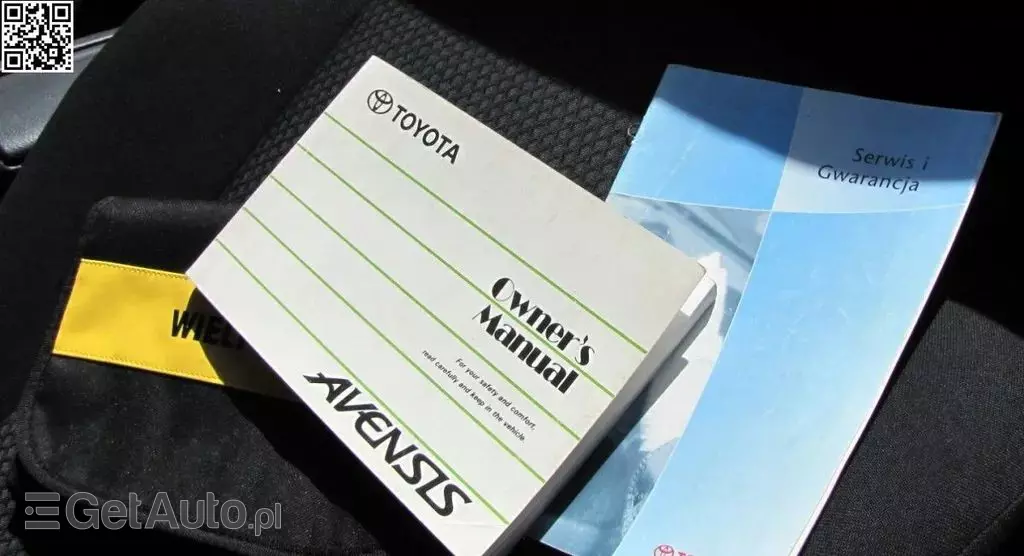 TOYOTA
Owner's
Manual
For your safety and comfort,
read carefully and keep in the vehicle.
AVENSIS
Serwis i
Gwarancja
GetAuto.pl